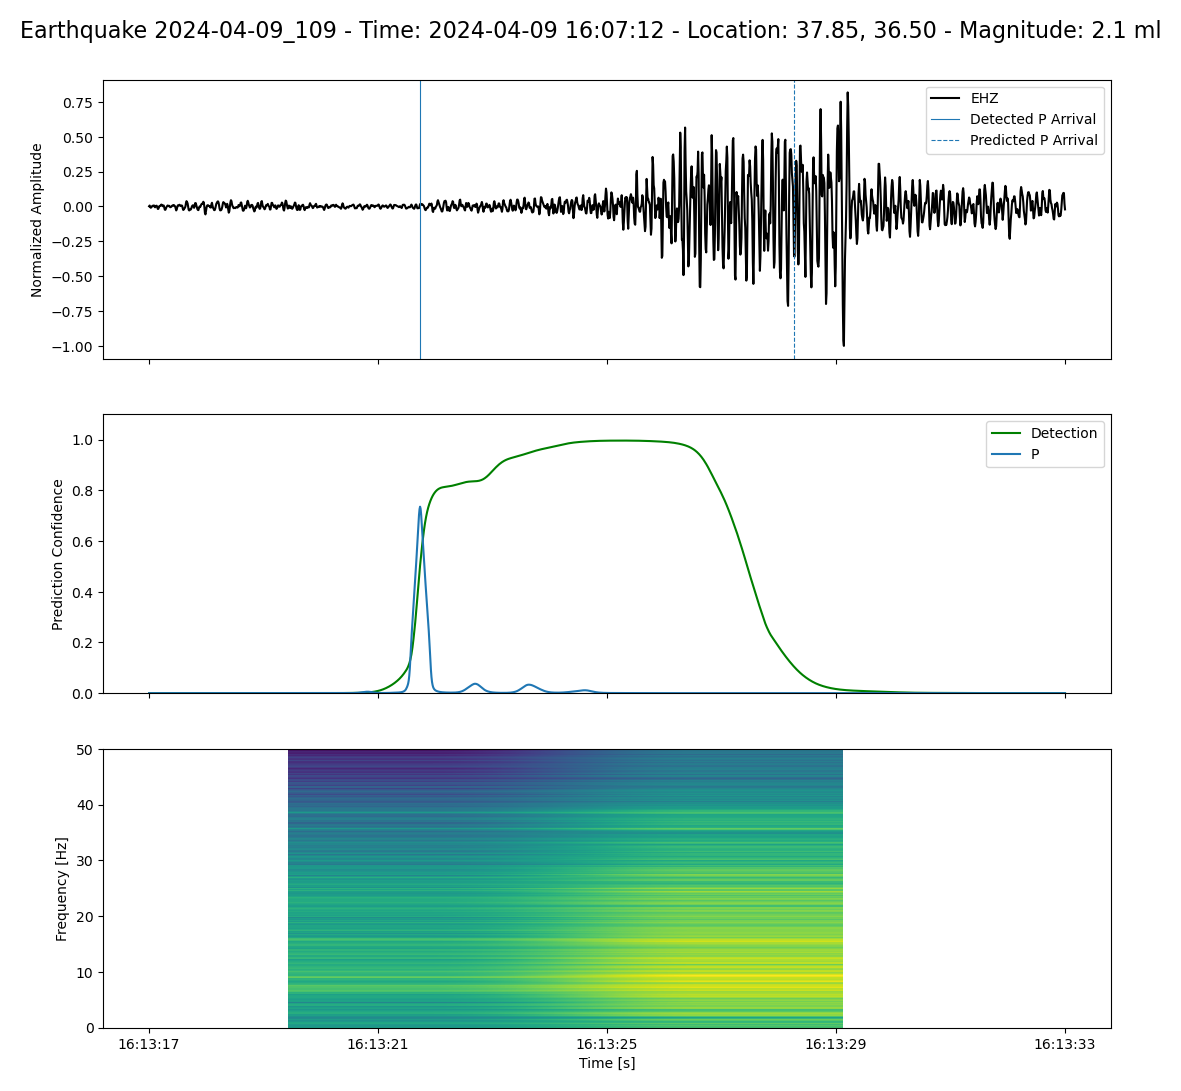 Earthquake 2024-04-09_109 - Time: 2024-04-09 16:07:12 - Location: 37.85, 36.50 - Magnitude: 2.1 ml
Normalized Amplitude
0.75
0.50
0.25
0.00
−0.25
−0.50
−0.75
−1.00
EHZ
Detected P Arrival
Predicted P Arrival
Prediction Confidence
1.0
0.8
0.6
0.4
0.2
0.0
Detection
P
Frequency [Hz]
50
40
30
20
10
0
16:13:17 16:13:21 16:13:25 16:13:29 16:13:33
Time [s]